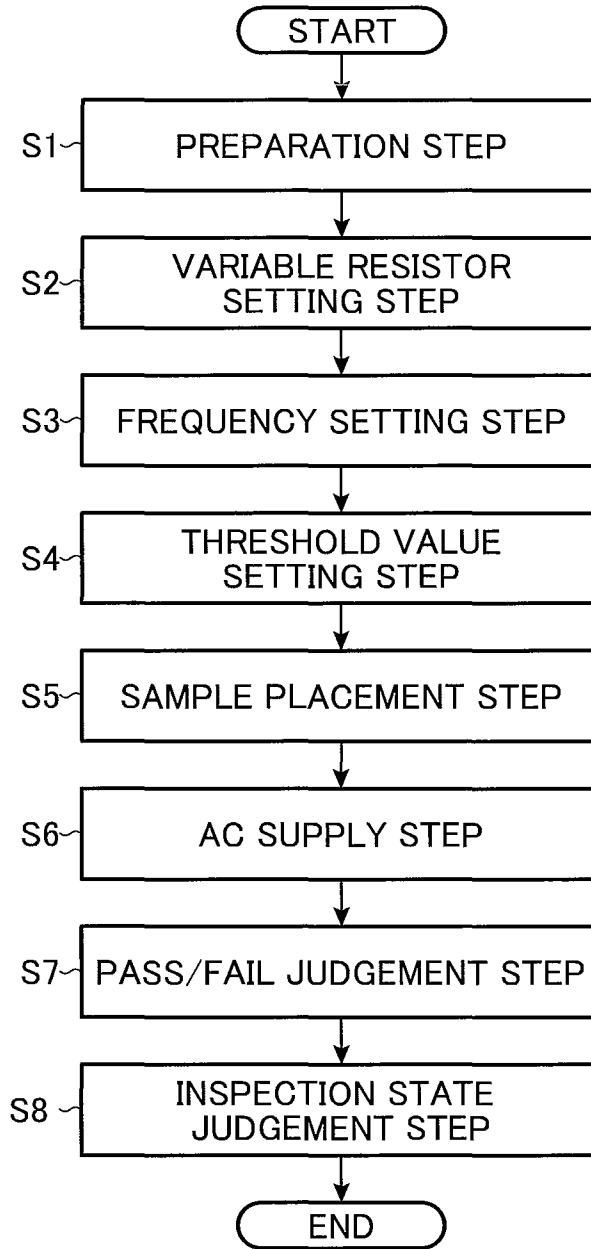 START
S1 PREPARATION STEP
S2 VARIABLE RESISTOR
SETTING STEP
S3 FREQUENCY SETTING STEP
S4 THRESHOLD VALUE
SETTING STEP
S5 SAMPLE PLACEMENT STEP
S6 AC SUPPLY STEP
S7 PASS/FAIL JUDGEMENT STEP
S8 INSPECTION STATE
JUDGEMENT STEP
END